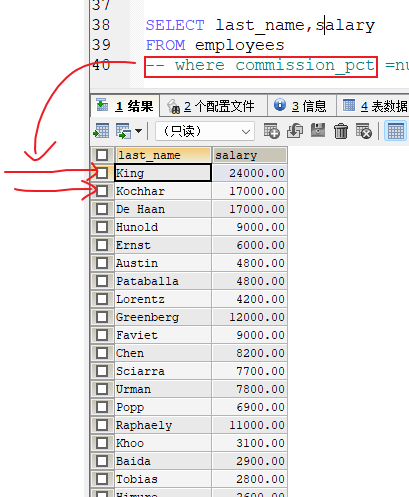 37
38 SELECT last_name,salary
39 FROM employees
40 -- where commission_pct =nu
1 结果 2 个配置文件 3 信息 4 表数据
(只读)
last_name salary
King 24000.00
Kochhar 17000.00
De Haan 17000.00
Hunold 9000.00
Ernst 6000.00
Austin 4800.00
Pataballa 4800.00
Lorentz 4200.00
Greenberg 12000.00
Faviet 9000.00
Chen 8200.00
Sciarra 7700.00
Urman 7800.00
Popp 6900.00
Raphaely 11000.00
Khoo 3100.00
Baida 2900.00
Tobias 2800.00
Himuro 2600.00